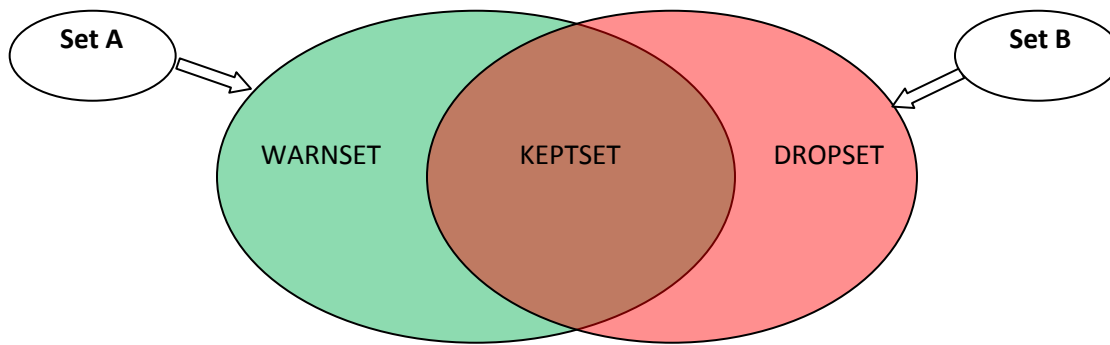 Set A
Set B
WARNSET
KEPTSET
DROPSET